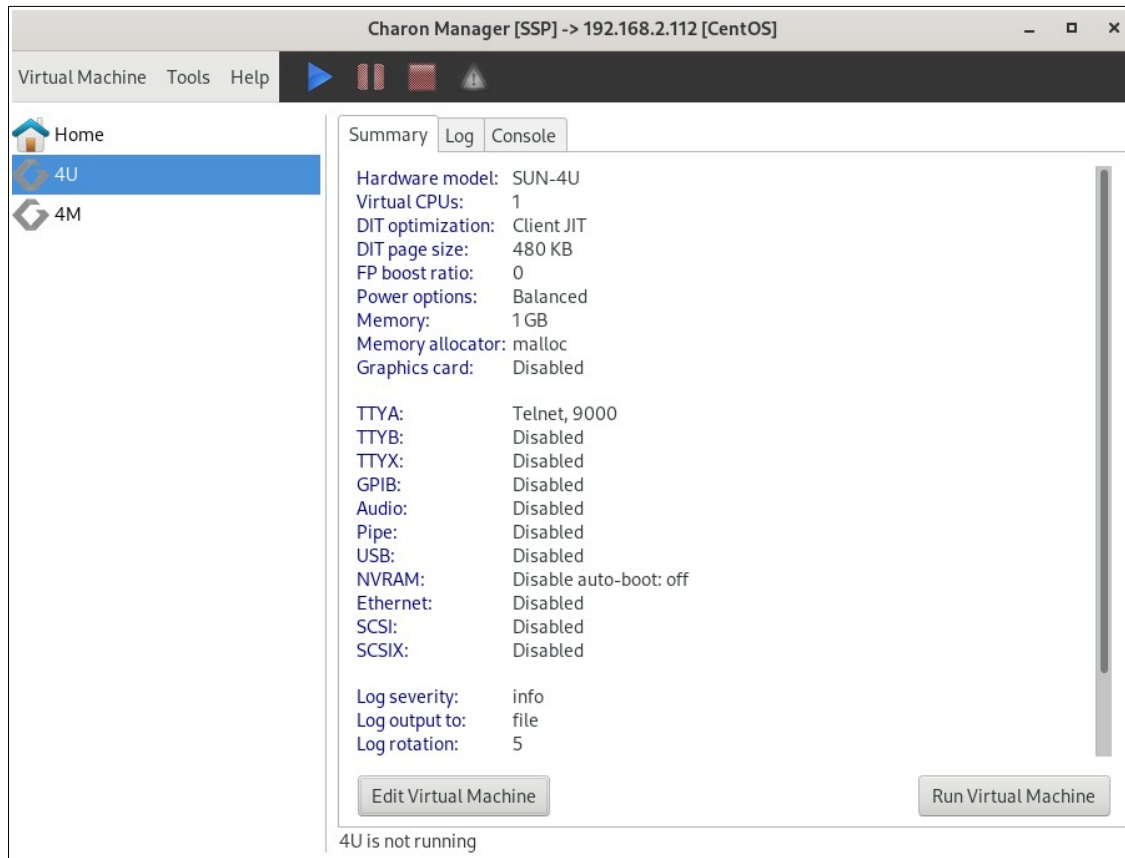 Charon Manager [SSP] -> 192.168.2.112 [CentOS]
Virtual Machine Tools Help
Home
4U
4M
Summary Log Console
Hardware model: SUN-4U
Virtual CPUs: 1
DIT optimization: Client JIT
DIT page size: 480 KB
FP boost ratio: 0
Power options: Balanced
Memory: 1 GB
Memory allocator: malloc
Graphics card: Disabled
TTYA: Telnet, 9000
TTYB: Disabled
TTYX: Disabled
GPIB: Disabled
Audio: Disabled
Pipe: Disabled
USB: Disabled
NVRAM: Disable auto-boot: off
Ethernet: Disabled
SCSI: Disabled
SCSIX: Disabled
Log severity: info
Log output to: file
Log rotation: 5
Edit Virtual Machine Run Virtual Machine
4U is not running